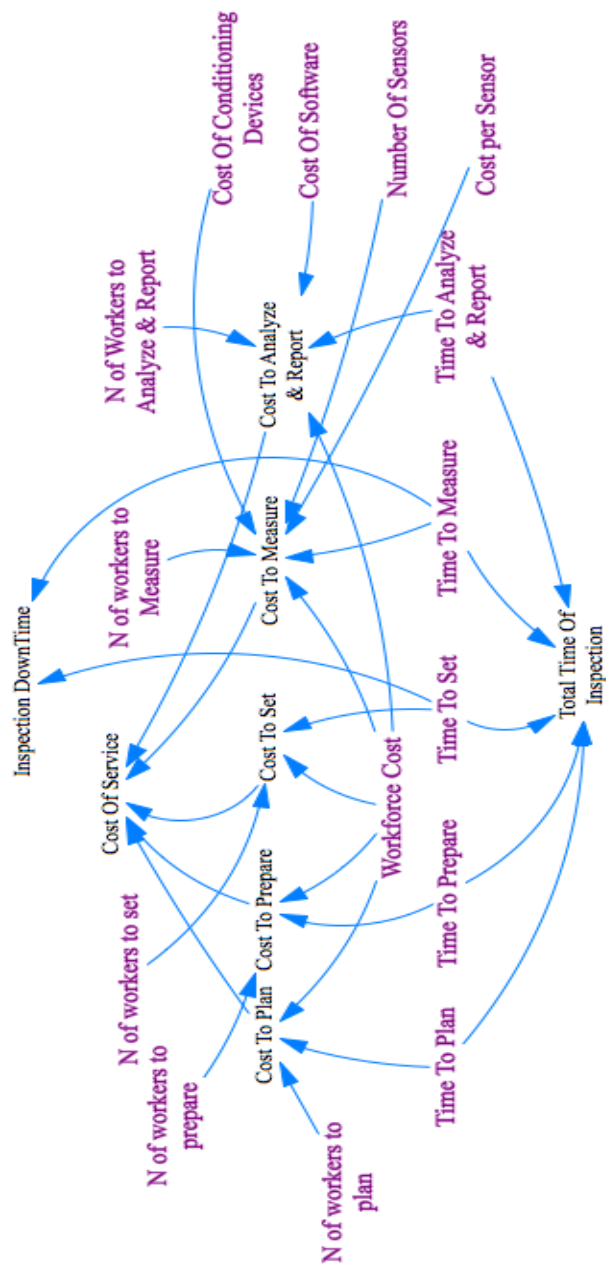 Inspection DownTime
Cost Of Service
N of workers to set
N of workers to
prepare
N of workers to
plan
N of workers to
Measure
N of Workers to
Analyze & Report
Cost Of Conditioning
Devices
Cost Of Software
Number Of Sensors
Cost per Sensor
Cost To Plan
Cost To Prepare
Cost To Set
Cost To Measure
Cost To Analyze
& Report
Workforce Cost
Time To Plan
Time To Prepare
Time To Set
Time To Measure
Time To Analyze
& Report
Total Time Of
Inspection